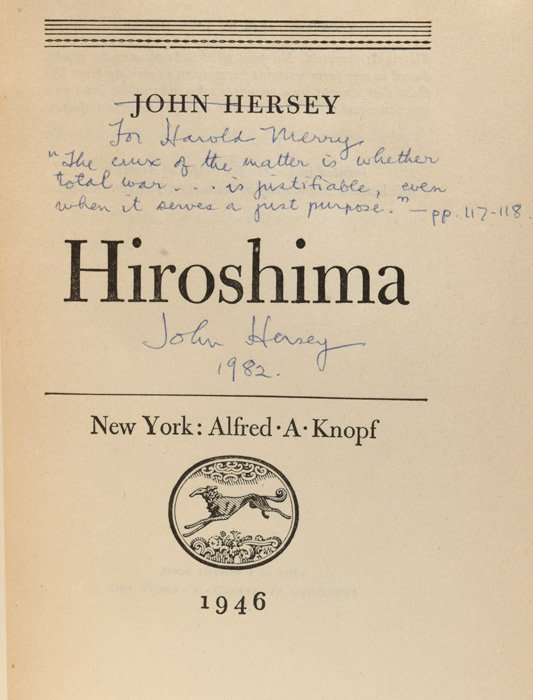 JOHN HERSEY
For Harold Merry
"The crux of the matter is whether
total war... is justifiable, even
when it serves a just purpose."—pp. 117-118.
Hiroshima
John Hersey
1982.
New York: Alfred·A·Knopf
1946